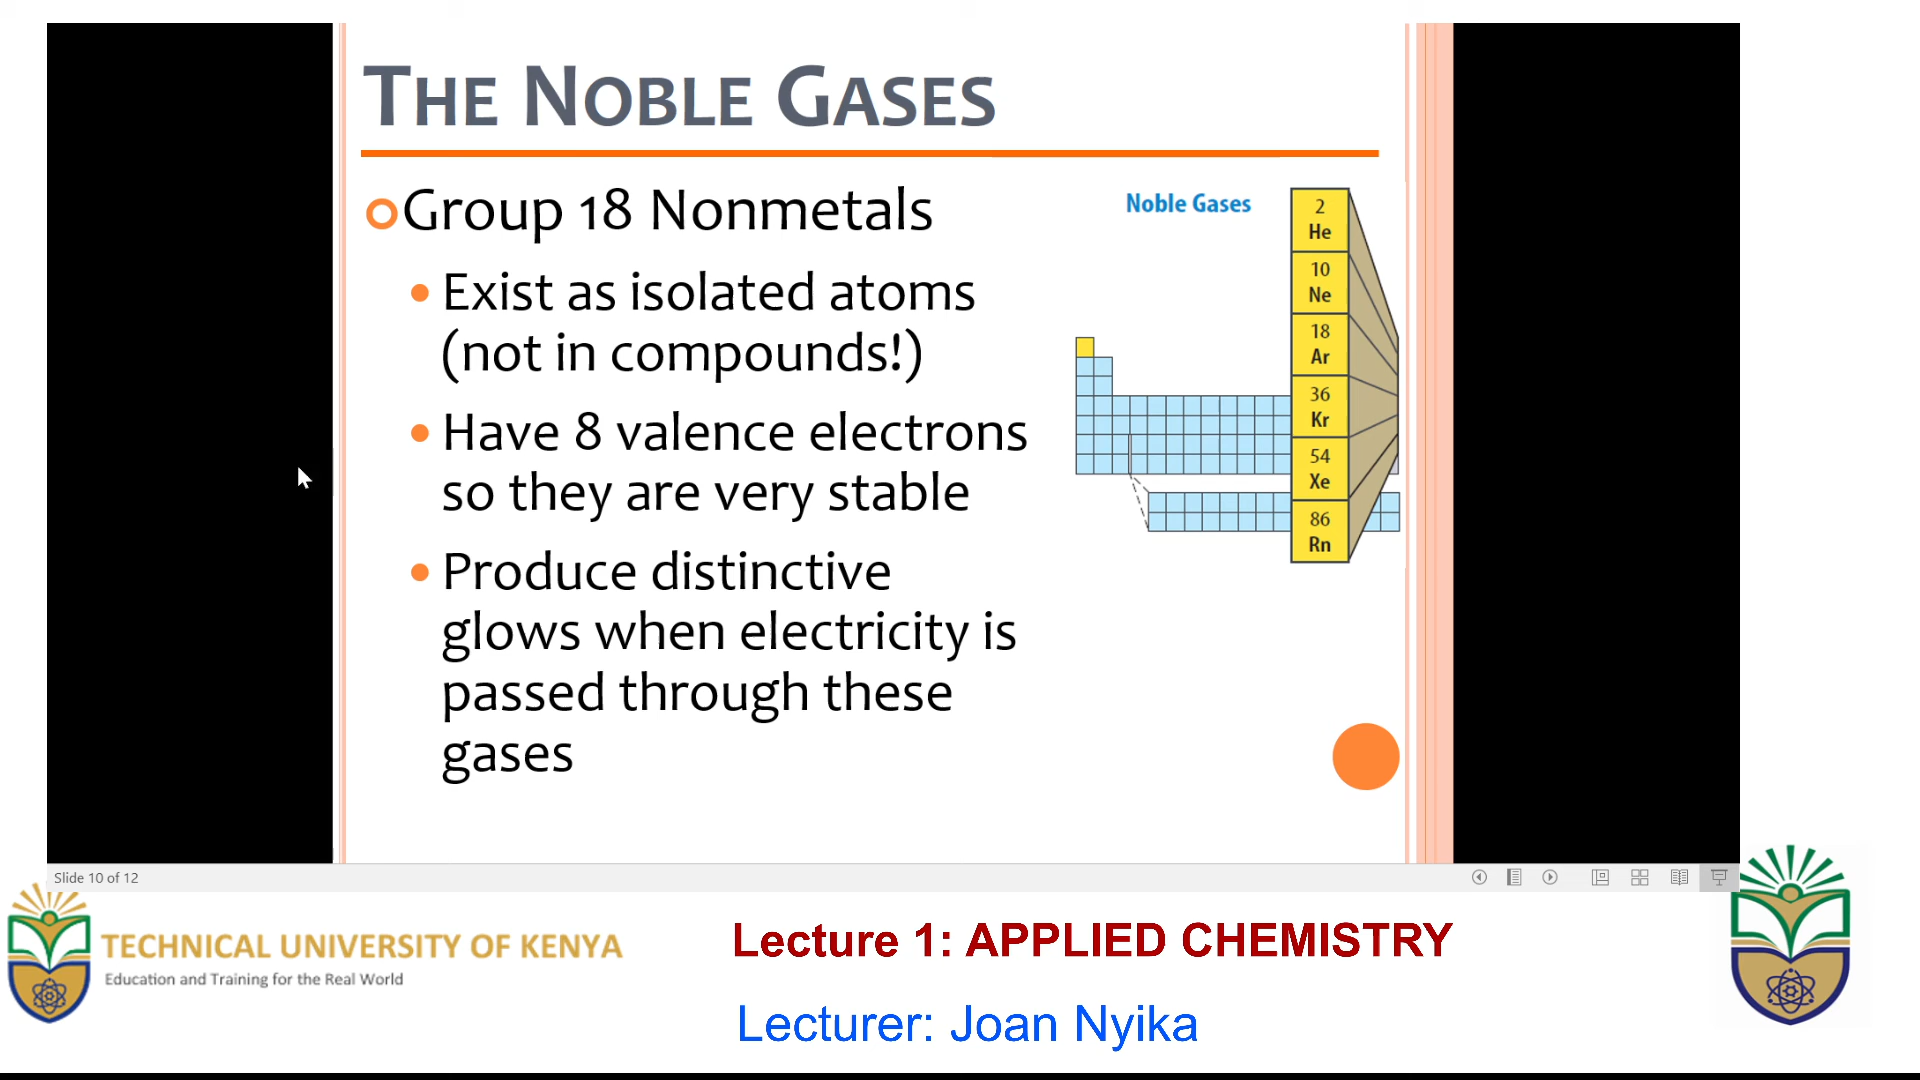 THE NOBLE GASES
Group 18 Nonmetals
Exist as isolated atoms
(not in compounds!)
Have 8 valence electrons
so they are very stable
Produce distinctive
glows when electricity is
passed through these
gases
Noble Gases
2
He
10
Ne
18
Ar
36
Kr
54
Xe
86
Rn
Slide 10 of 12
TECHNICAL UNIVERSITY OF KENYA
Education and Training for the Real World
Lecture 1: APPLIED CHEMISTRY
Lecturer: Joan Nyika